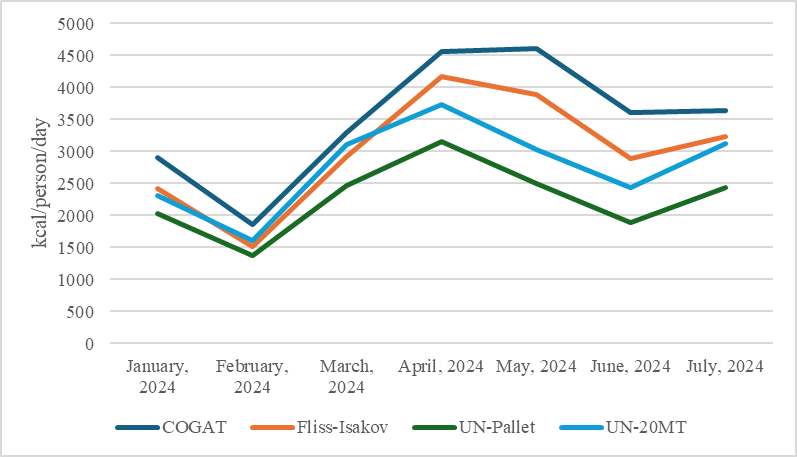 5000
4500
4000
3500
3000
2500
2000
1500
1000
500
0
kcal/person/day
January, 2024
February, 2024
March, 2024
April, 2024
May, 2024
June, 2024
July, 2024
COGAT
Fliss-Isakov
UN-Pallet
UN-20MT